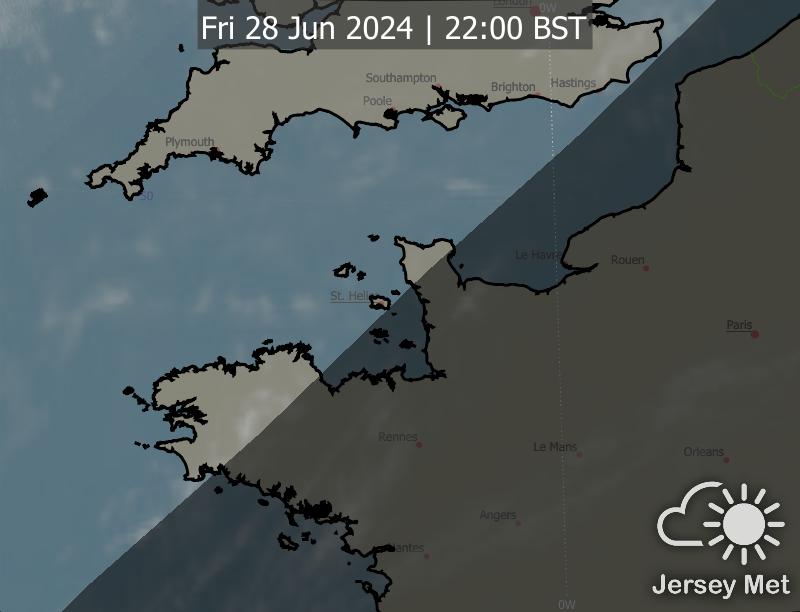 London
0W
Fri 28 Jun 2024 | 22:00 BST
Southampton
Brighton
Hastings
Poole
Plymouth
50
Le Havre
Rouen
St. Helier
Paris
Rennes
Le Mans
Orleans
Angers
Nantes
Jersey Met
0W